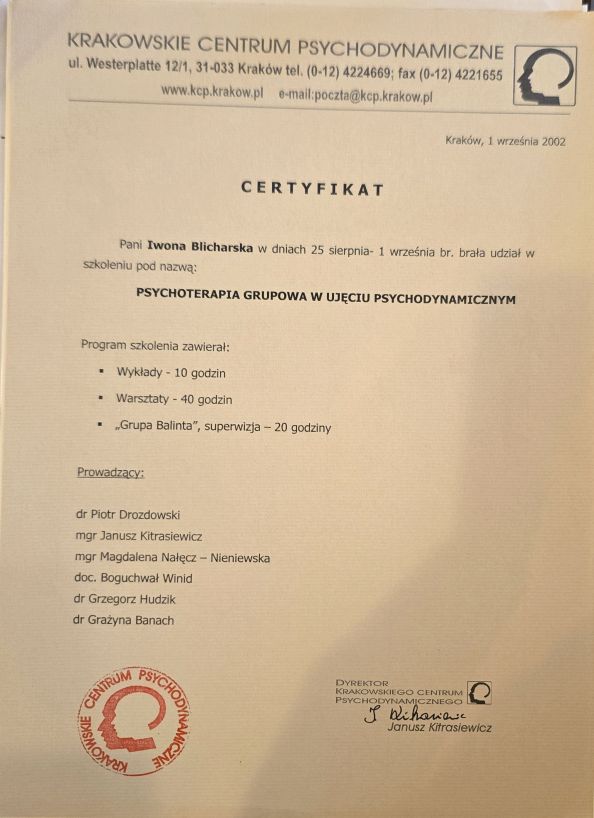 KRAKOWSKIE CENTRUM PSYCHODYNAMICZNE
ul. Westerplatte 12/1, 31-033 Kraków tel. (0-12) 4224669; fax (0-12) 4221655
www.kcp.krakow.pl e-mail:poczta@kcp.krakow.pl
Kraków, 1 września 2002
CERTYFIKAT
Pani Iwona Blicharska w dniach 25 sierpnia- 1 września br. brała udział w
szkoleniu pod nazwą:
PSYCHOTERAPIA GRUPOWA W UJĘCIU PSYCHODYNAMICZNYM
Program szkolenia zawierał:
▪ Wykłady - 10 godzin
▪ Warsztaty - 40 godzin
▪ „Grupa Balinta", superwizja – 20 godziny
Prowadzący:
dr Piotr Drozdowski
mgr Janusz Kitrasiewicz
mgr Magdalena Nałęcz – Nieniewska
doc. Boguchwał Winid
dr Grzegorz Hudzik
dr Grażyna Banach
KRAKOWSKIE CENTRUM PSYCHODYNAMICZNE
DYREKTOR
KRAKOWSKIEGO CENTRUM
PSYCHODYNAMICZNEGO
Janusz Kitrasiewicz